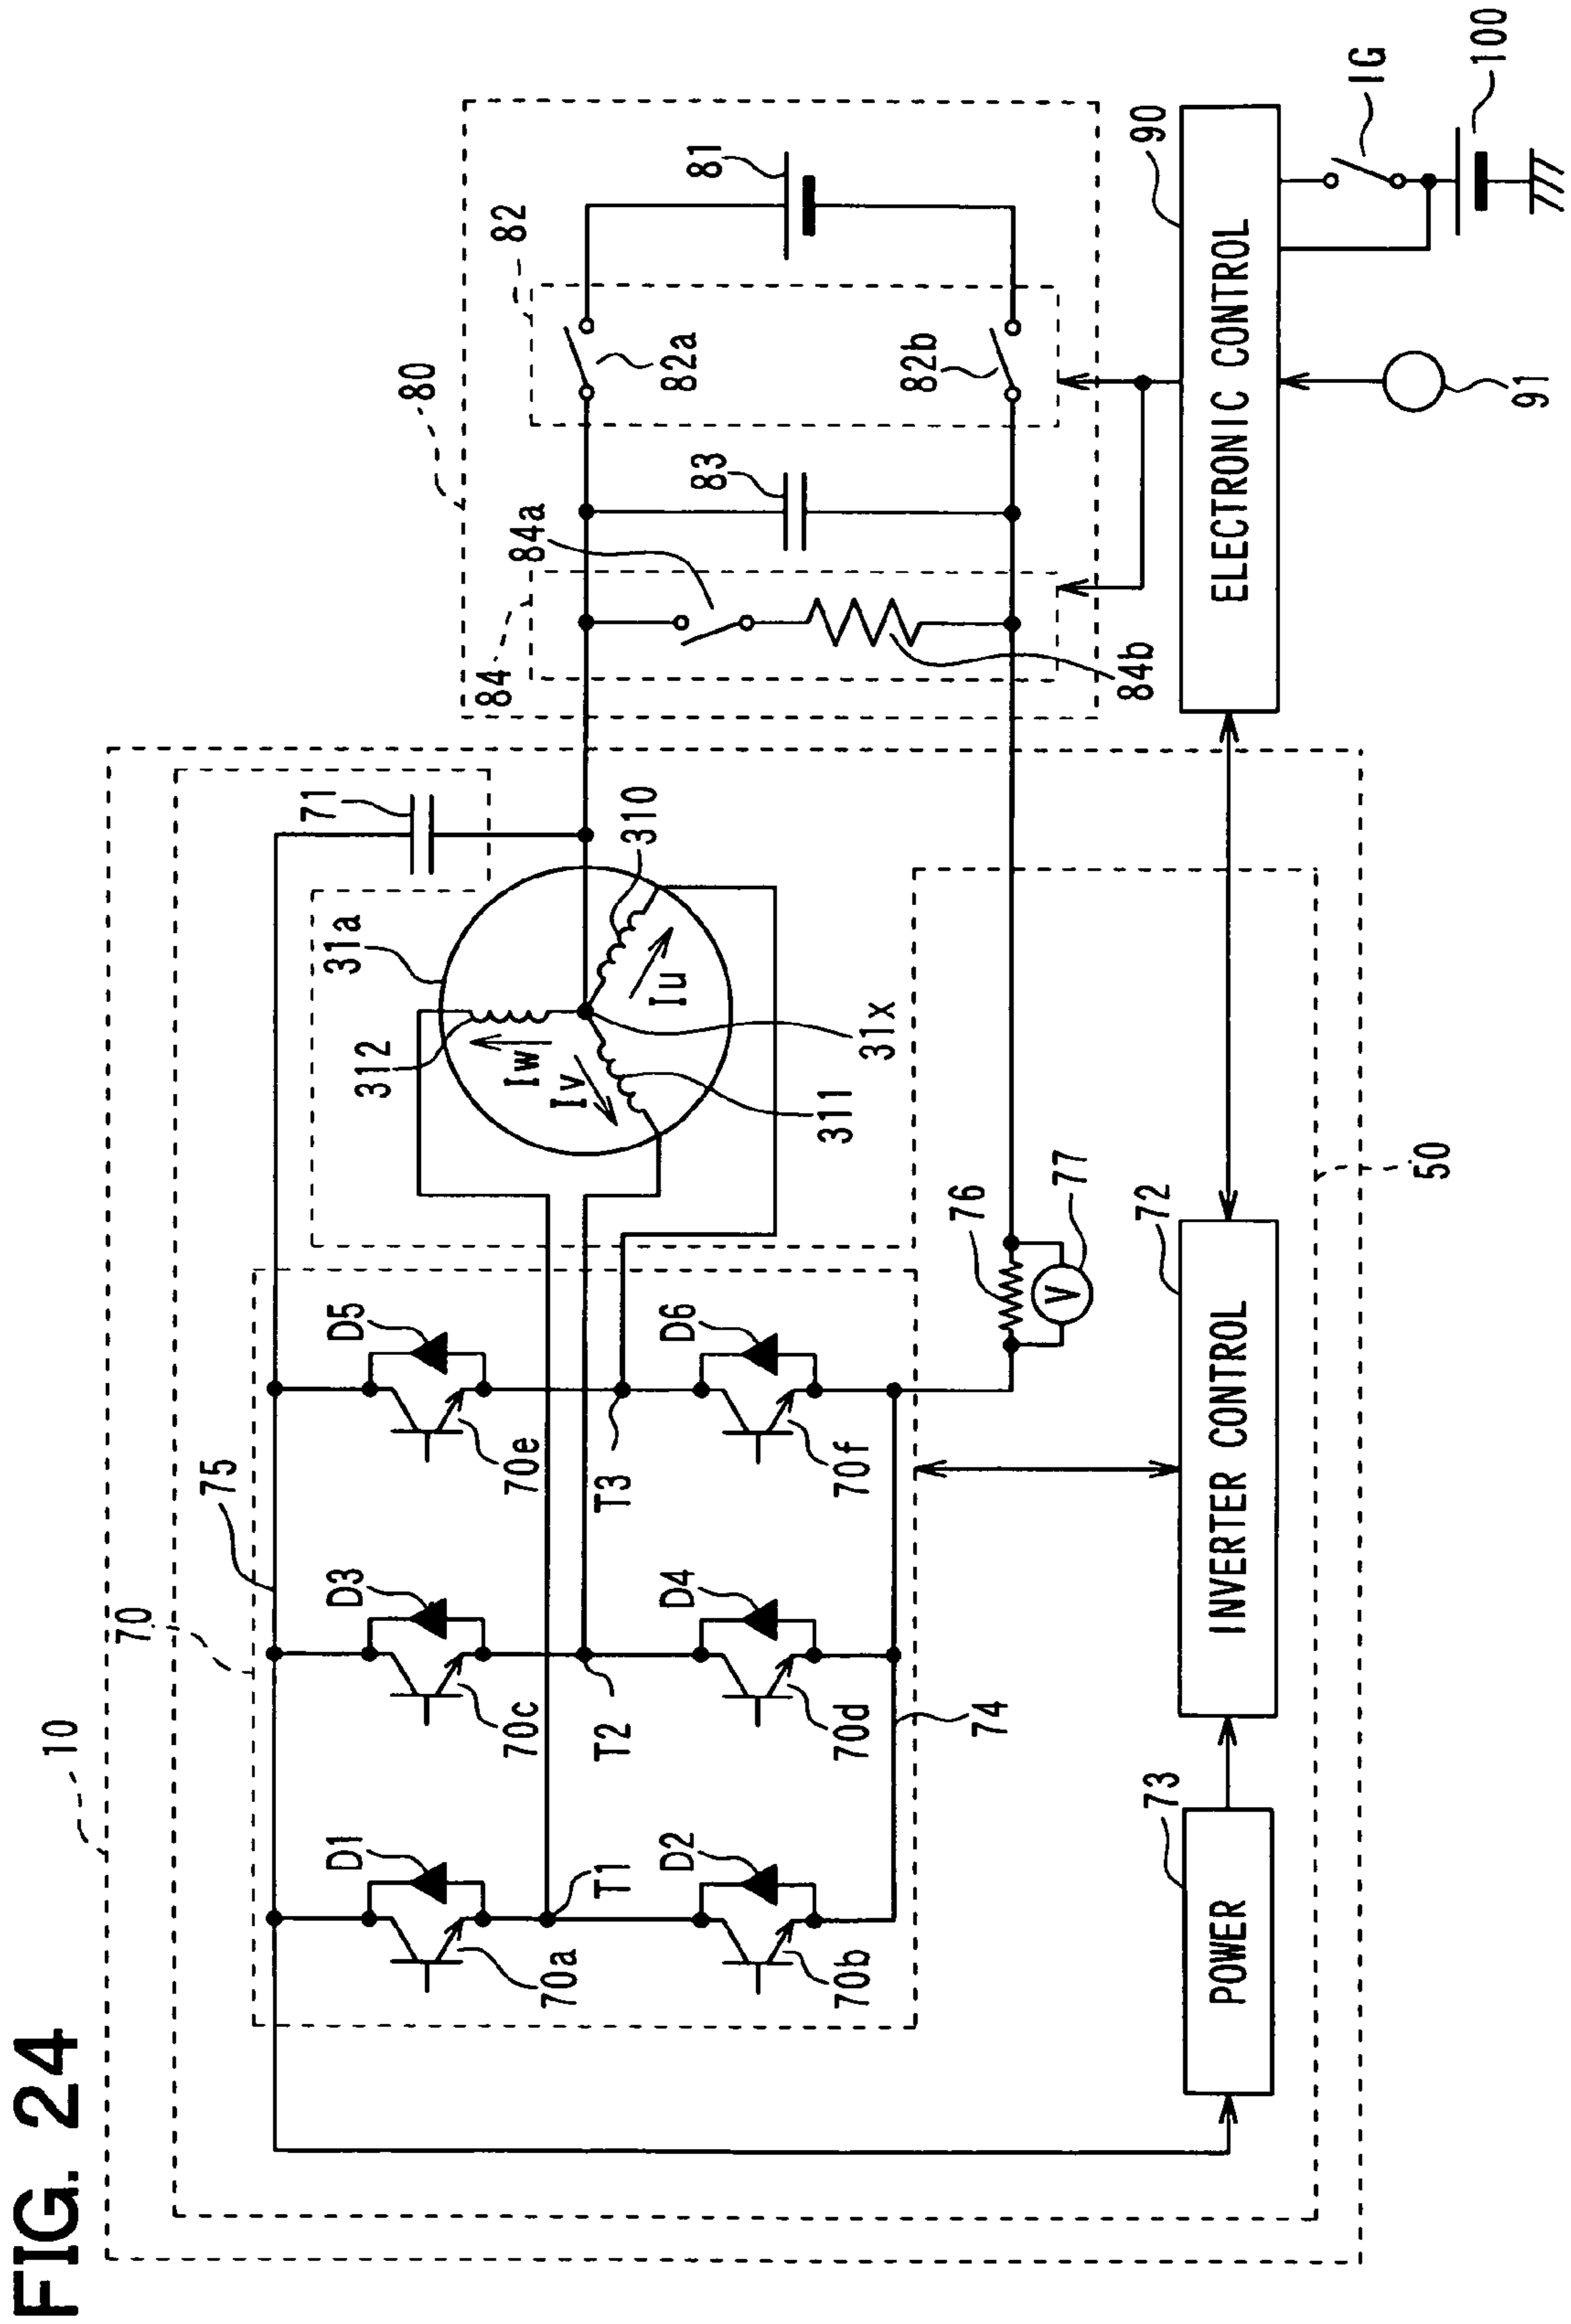 FIG. 24
10
70
75
80
84
84a
82
83
81
82a
82b
84b
71
31a
312
310
Iw
Iv
Iu
31x
311
D1
D3
D5
70a
70c
70e
T1
T2
T3
D2
D4
D6
70b
70d
70f
74
76
77
V
73
POWER
72
INVERTER CONTROL
50
90
ELECTRONIC CONTROL
91
IG
100